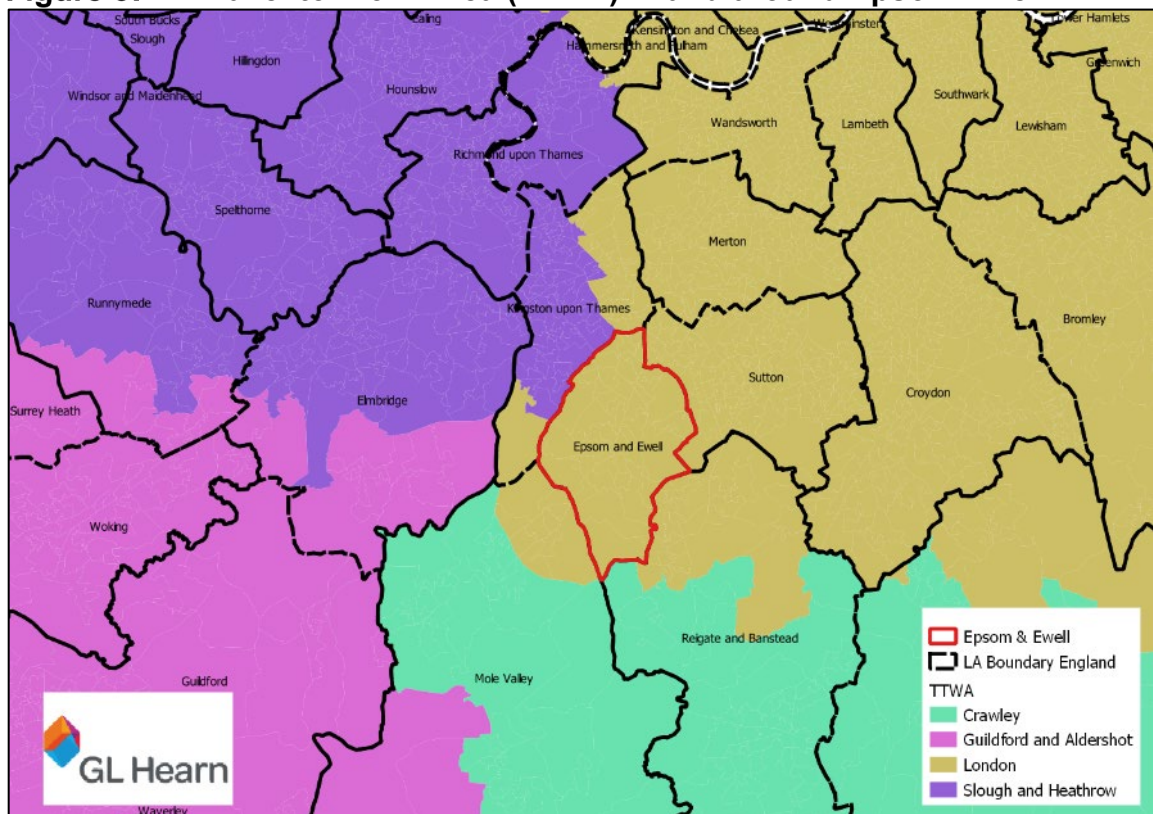 South Bucks
Slough
Hillingdon
Ealing
Windsor and Maidenhead
Hounslow
Hammersmith and Fulham
Kensington and Chelsea
Westminster
Tower Hamlets
Greenwich
Southwark
Wandsworth
Lambeth
Lewisham
Richmond upon Thames
Spelthorne
Merton
Runnymede
Kingston upon Thames
Bromley
Surrey Heath
Elmbridge
Sutton
Croydon
Epsom and Ewell
Woking
Guildford
Mole Valley
Reigate and Banstead
Waverley
GL Hearn
Epsom & Ewell
LA Boundary England
TTWA
Crawley
Guildford and Aldershot
London
Slough and Heathrow